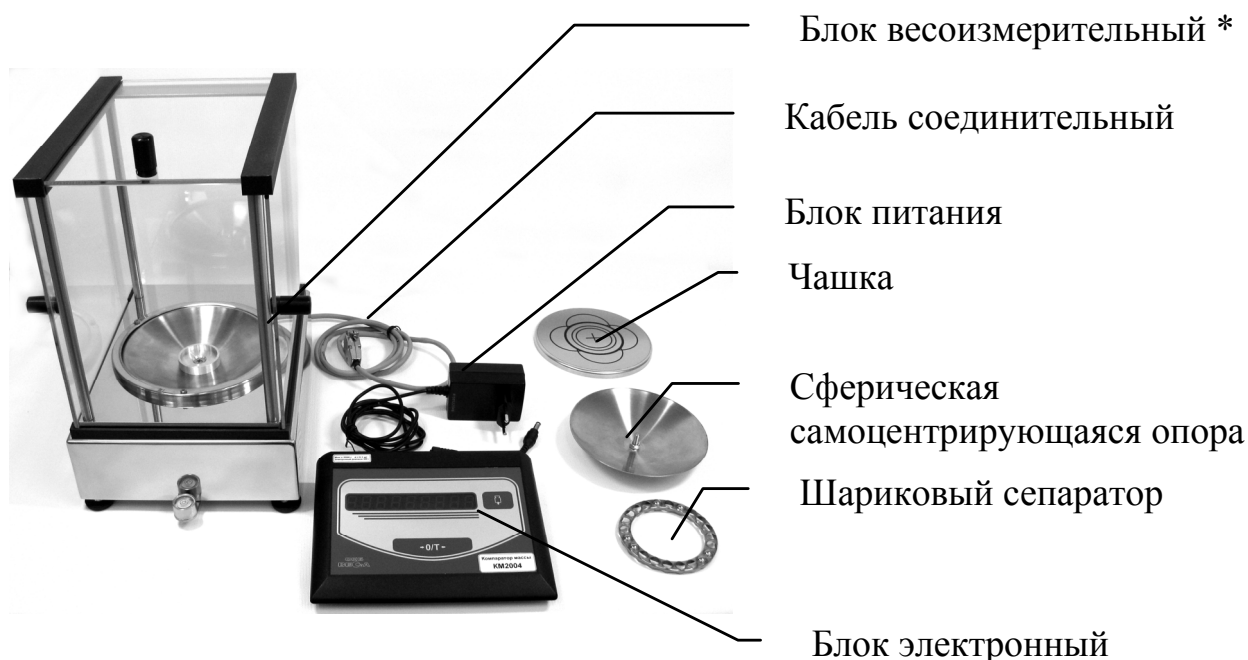 Блок весоизмерительный *
Кабель соединительный
Блок питания
Чашка
Сферическая
самоцентрирующаяся опора
Шариковый сепаратор
- 0/T -
Компаратор массы
КМ2004
Блок электронный